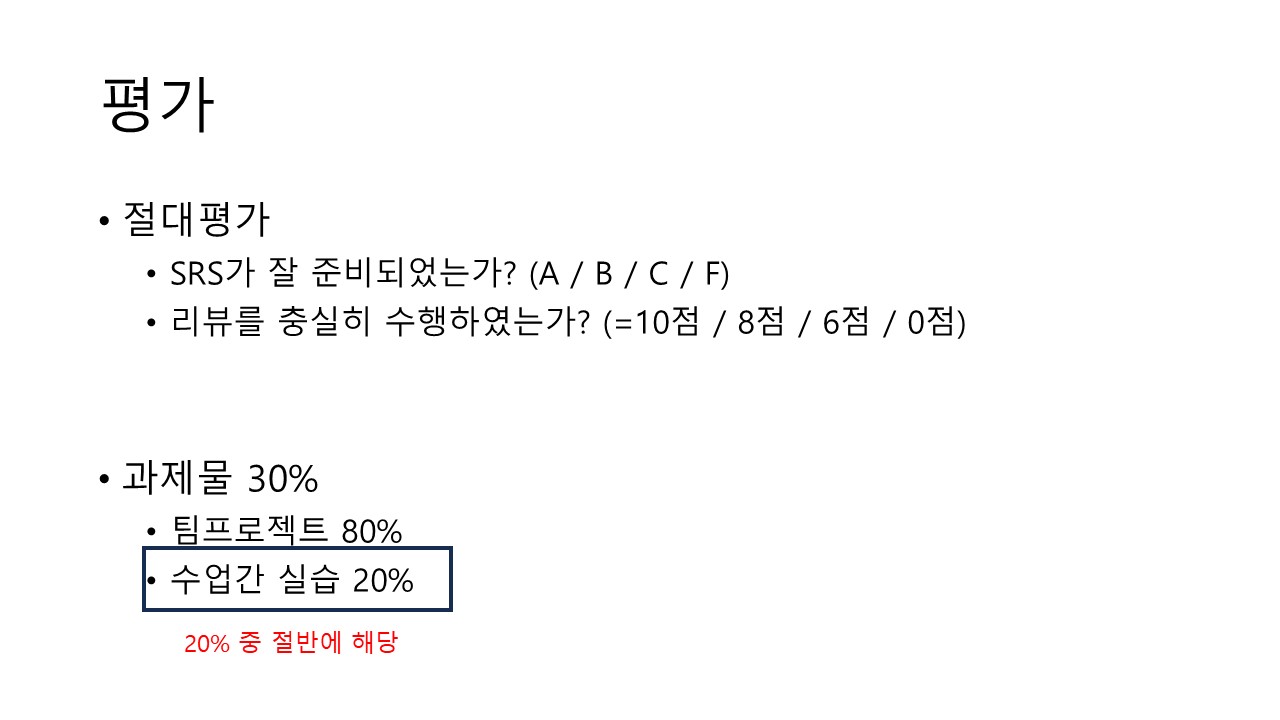 평가
• 절대평가
• SRS가 잘 준비되었는가? (A / B / C / F)
• 리뷰를 충실히 수행하였는가? (=10점 / 8점 / 6점 / 0점)
• 과제물 30%
• 팀프로젝트 80%
• 수업간 실습 20%
20% 중 절반에 해당